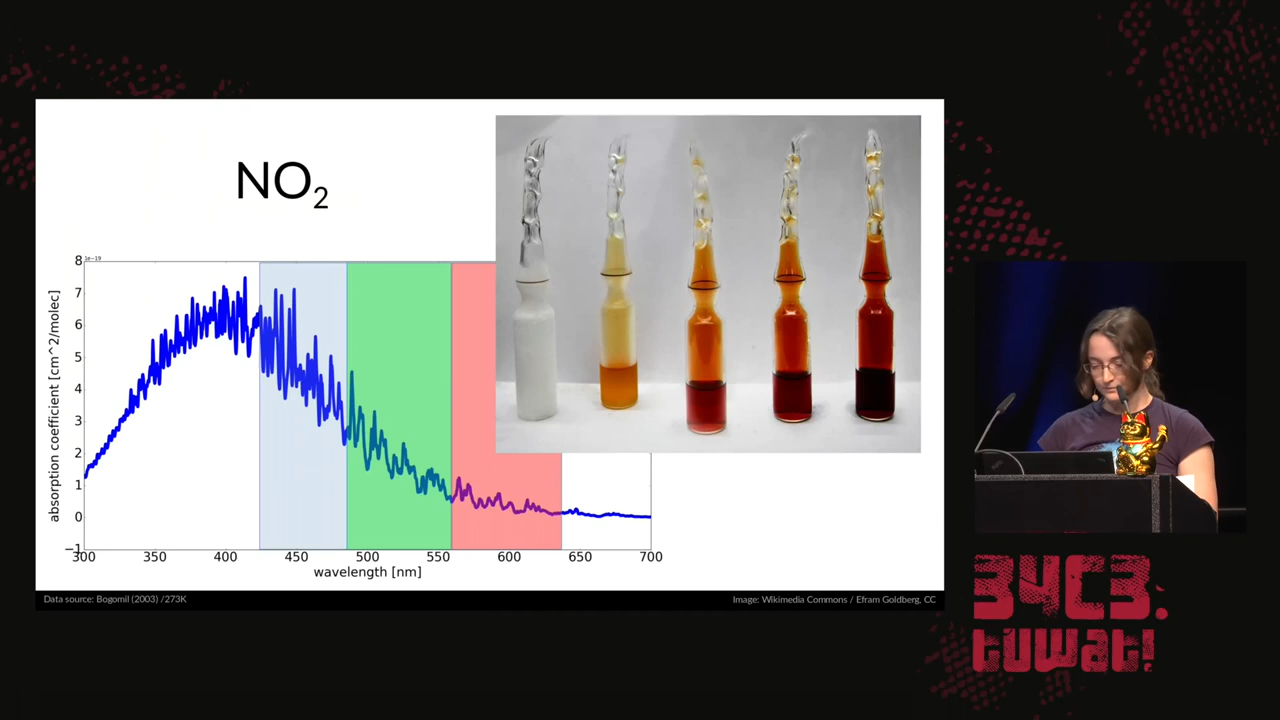 NO₂
1e−19
8
7
6
5
4
3
2
1
0
−1
absorption coefficient [cm^2/molec]
300 350 400 450 500 550 600 650 700
wavelength [nm]
Data source: Bogomil (2003) /273K
Image: Wikimedia Commons / Efram Goldberg, CC
34C3.
tuwat!